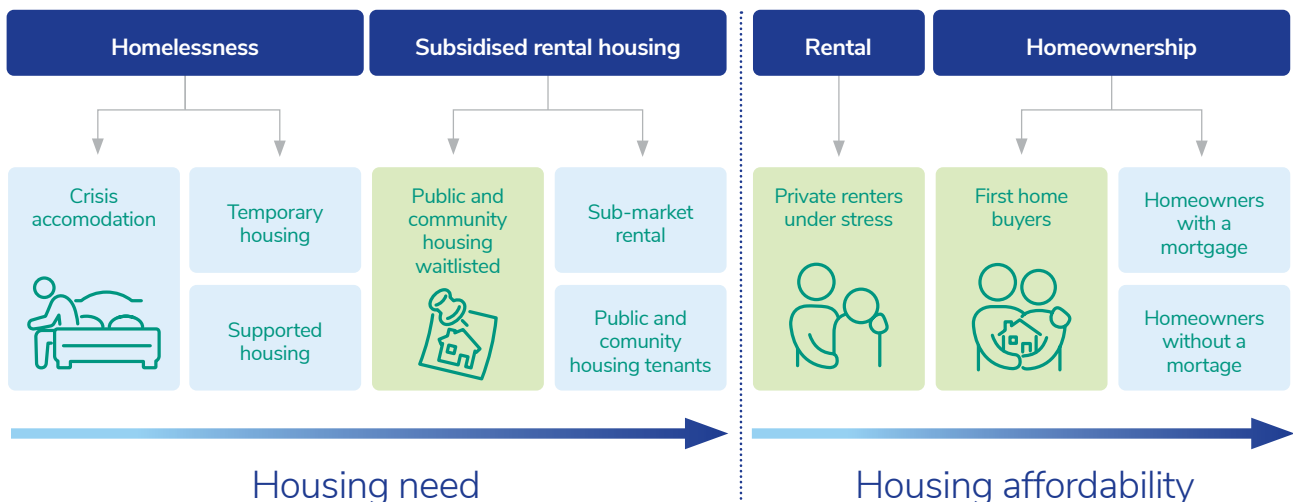 Homelessness
Subsidised rental housing
Rental
Homeownership
Crisis
accomodation
Temporary
housing
Supported
housing
Public and
community
housing
waitlisted
Sub-market
rental
Public and
comunity
housing tenants
Private renters
under stress
First home
buyers
Homeowners
with a
mortgage
Homeowners
without a
mortage
Housing need
Housing affordability